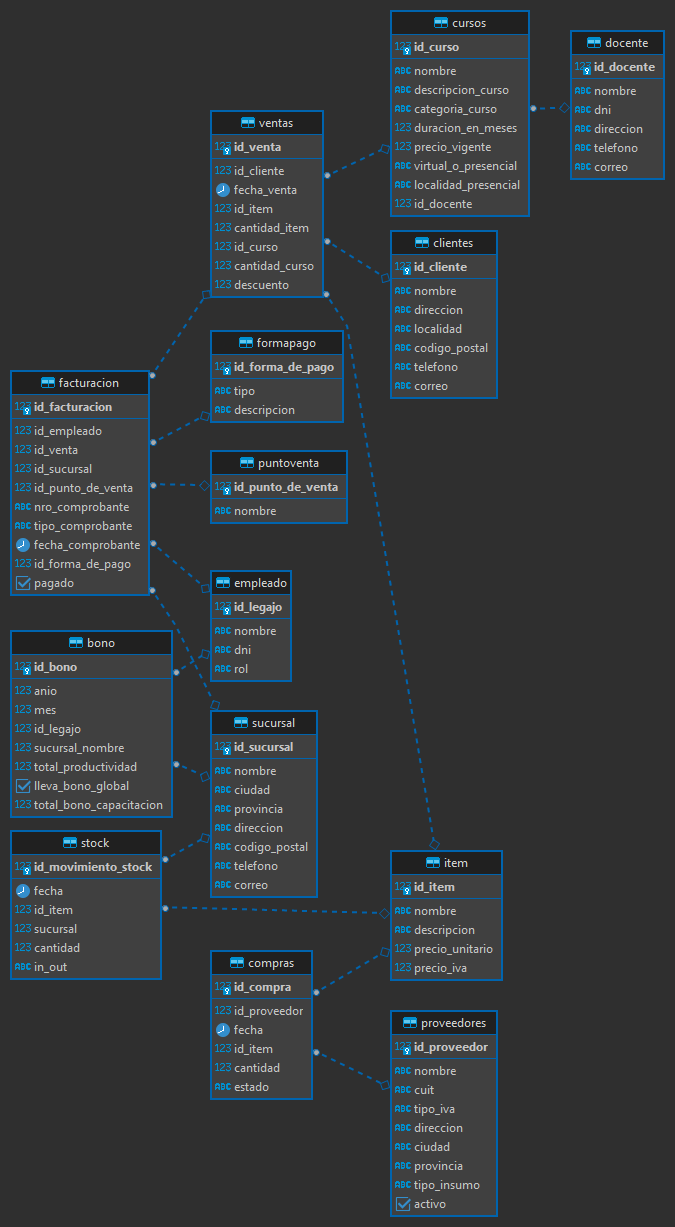 cursos
123 id_curso
ABC nombre
ABC descripcion_curso
ABC categoria_curso
123 duracion_en_meses
123 precio_vigente
ABC virtual_o_presencial
ABC localidad_presencial
123 id_docente
docente
123 id_docente
ABC nombre
ABC dni
ABC direccion
ABC telefono
ABC correo
ventas
123 id_venta
123 id_cliente
fecha_venta
123 id_item
123 cantidad_item
123 id_curso
123 cantidad_curso
123 descuento
clientes
123 id_cliente
ABC nombre
ABC direccion
ABC localidad
ABC codigo_postal
ABC telefono
ABC correo
formapago
123 id_forma_de_pago
ABC tipo
ABC descripcion
facturacion
123 id_facturacion
123 id_empleado
123 id_venta
123 id_sucursal
123 id_punto_de_venta
ABC nro_comprobante
ABC tipo_comprobante
fecha_comprobante
123 id_forma_de_pago
pagado
puntoventa
123 id_punto_de_venta
ABC nombre
empleado
123 id_legajo
ABC nombre
ABC dni
ABC rol
bono
123 id_bono
123 anio
123 mes
123 id_legajo
123 sucursal_nombre
123 total_productividad
lleva_bono_global
123 total_bono_capacitacion
sucursal
123 id_sucursal
ABC nombre
ABC ciudad
ABC provincia
ABC direccion
ABC codigo_postal
ABC telefono
ABC correo
stock
123 id_movimiento_stock
fecha
123 id_item
123 sucursal
123 cantidad
ABC in_out
item
123 id_item
ABC nombre
ABC descripcion
123 precio_unitario
123 precio_iva
compras
123 id_compra
123 id_proveedor
fecha
123 id_item
123 cantidad
ABC estado
proveedores
123 id_proveedor
ABC nombre
ABC cuit
ABC tipo_iva
ABC direccion
ABC ciudad
ABC provincia
ABC tipo_insumo
activo